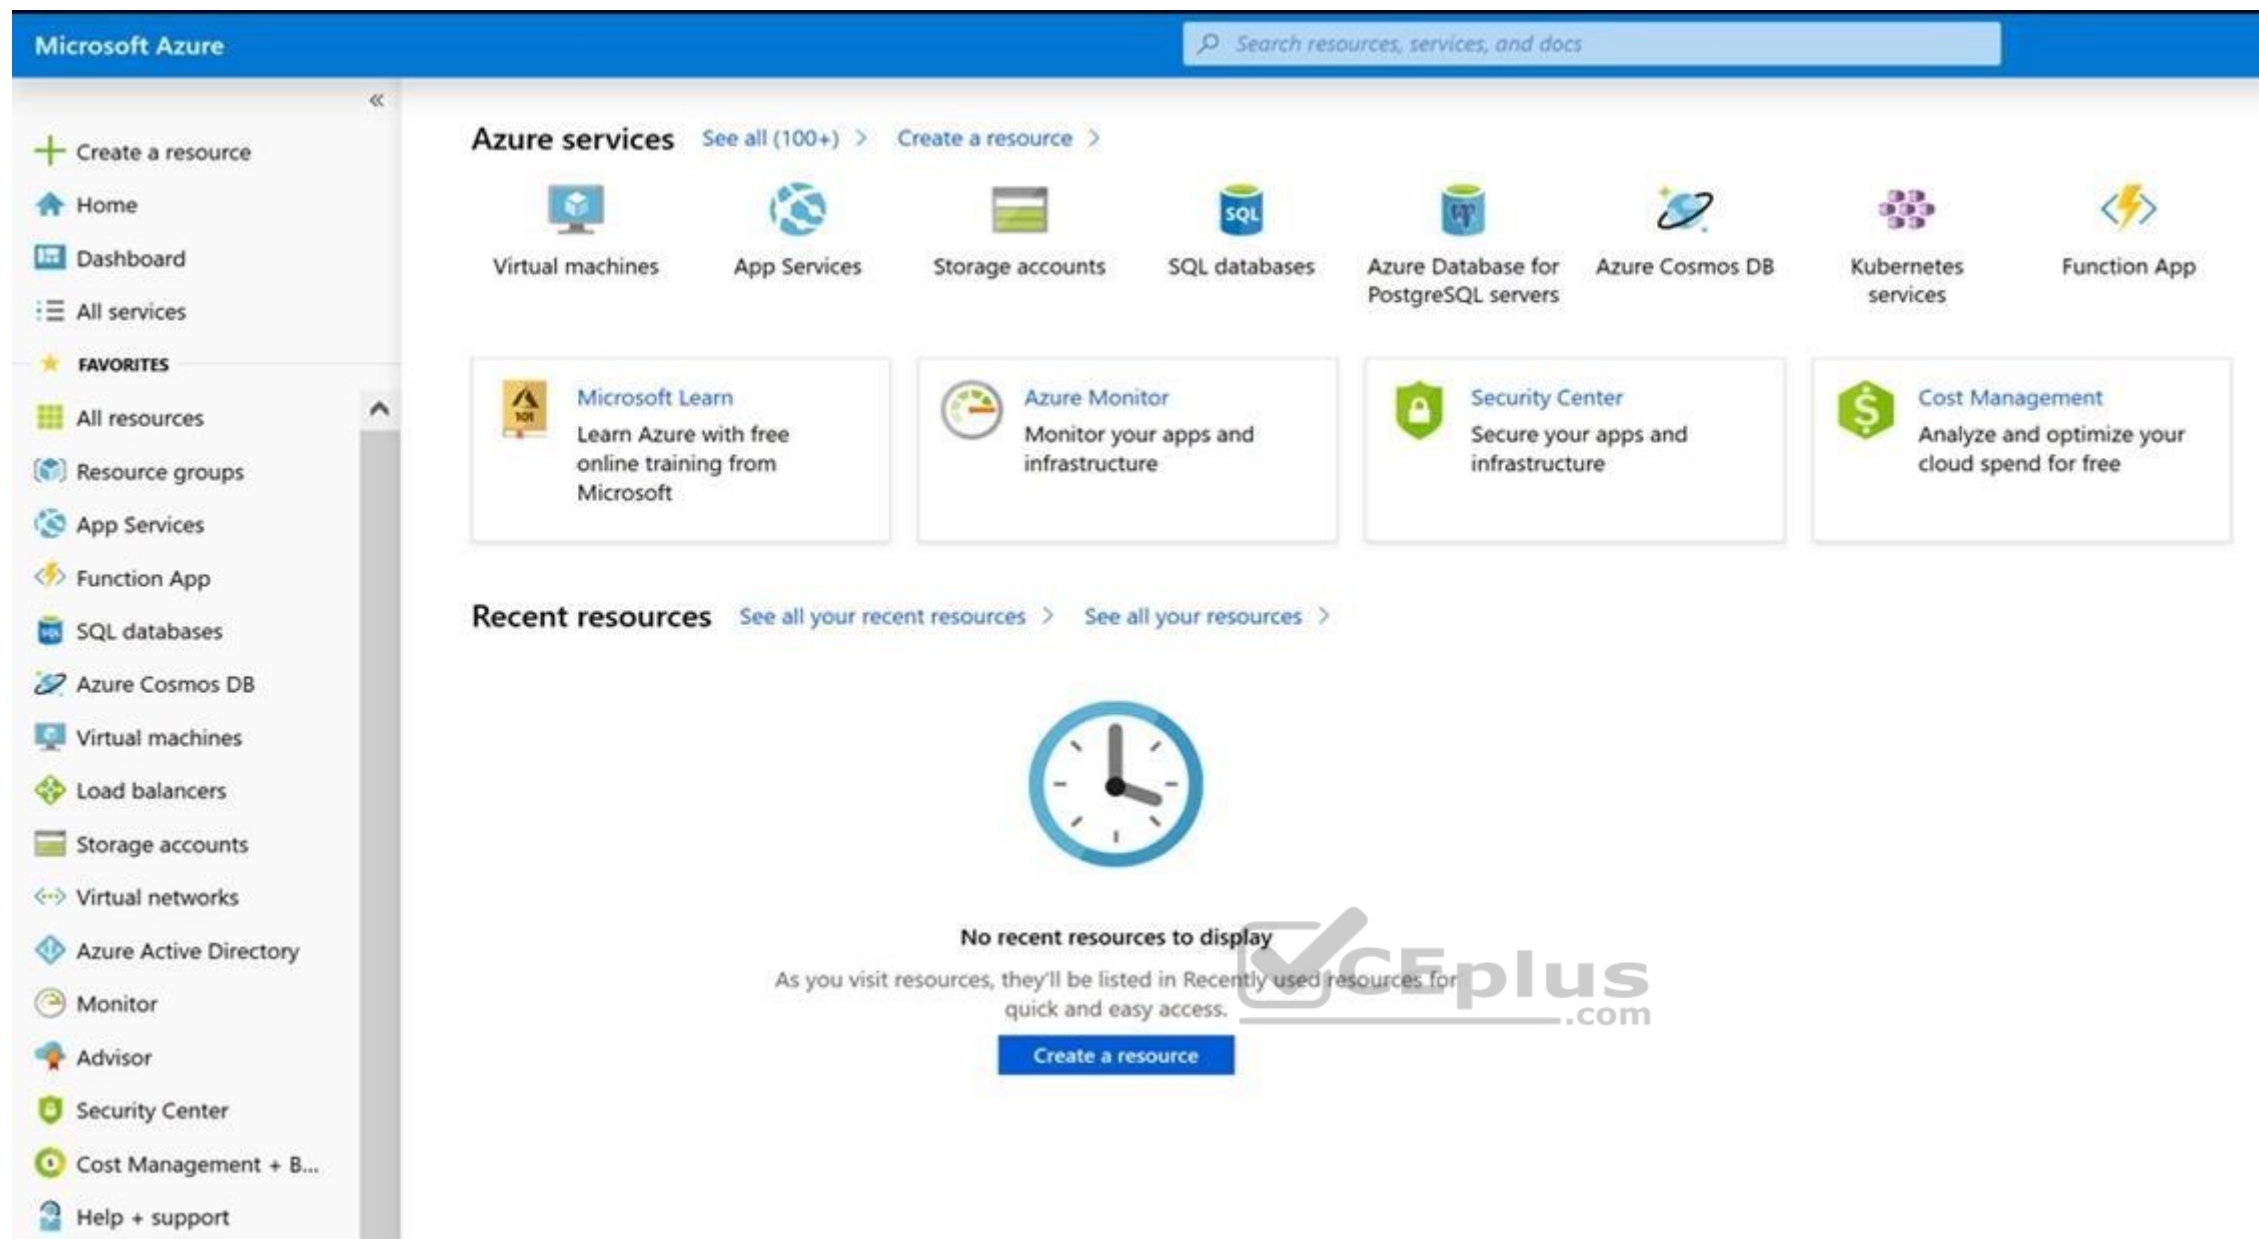 Microsoft Azure
Search resources, services, and docs
«
Create a resource
Home
Dashboard
All services
FAVORITES
All resources
Resource groups
App Services
Function App
SQL databases
Azure Cosmos DB
Virtual machines
Load balancers
Storage accounts
Virtual networks
Azure Active Directory
Monitor
Advisor
Security Center
Cost Management + B...
Help + support
Azure services See all (100+) > Create a resource >
SQL
Virtual machines
App Services
Storage accounts
SQL databases
Azure Database for
PostgreSQL servers
Azure Cosmos DB
Kubernetes
services
Function App
101
Microsoft Learn
Learn Azure with free
online training from
Microsoft
Azure Monitor
Monitor your apps and
infrastructure
Security Center
Secure your apps and
infrastructure
$
Cost Management
Analyze and optimize your
cloud spend for free
Recent resources See all your recent resources > See all your resources >
No recent resources to display
As you visit resources, they'll be listed in Recently used resources for
quick and easy access.
Create a resource
CEplus
.com